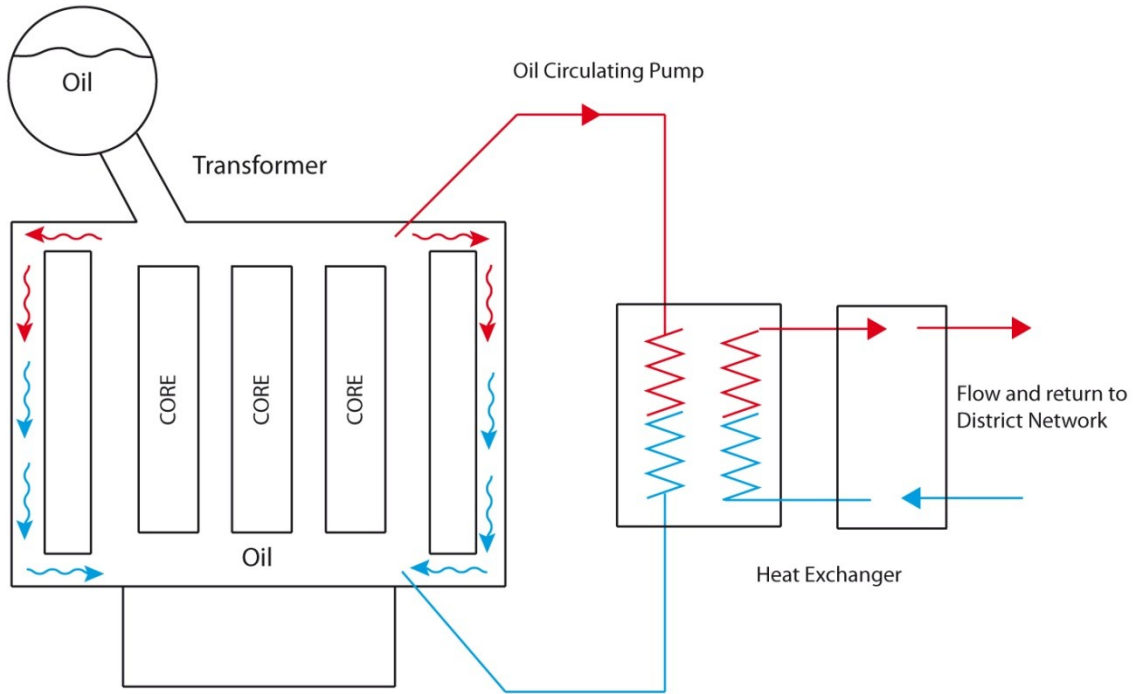 Oil
Oil Circulating Pump
Transformer
CORE
CORE
CORE
Flow and return to
District Network
Oil
Heat Exchanger